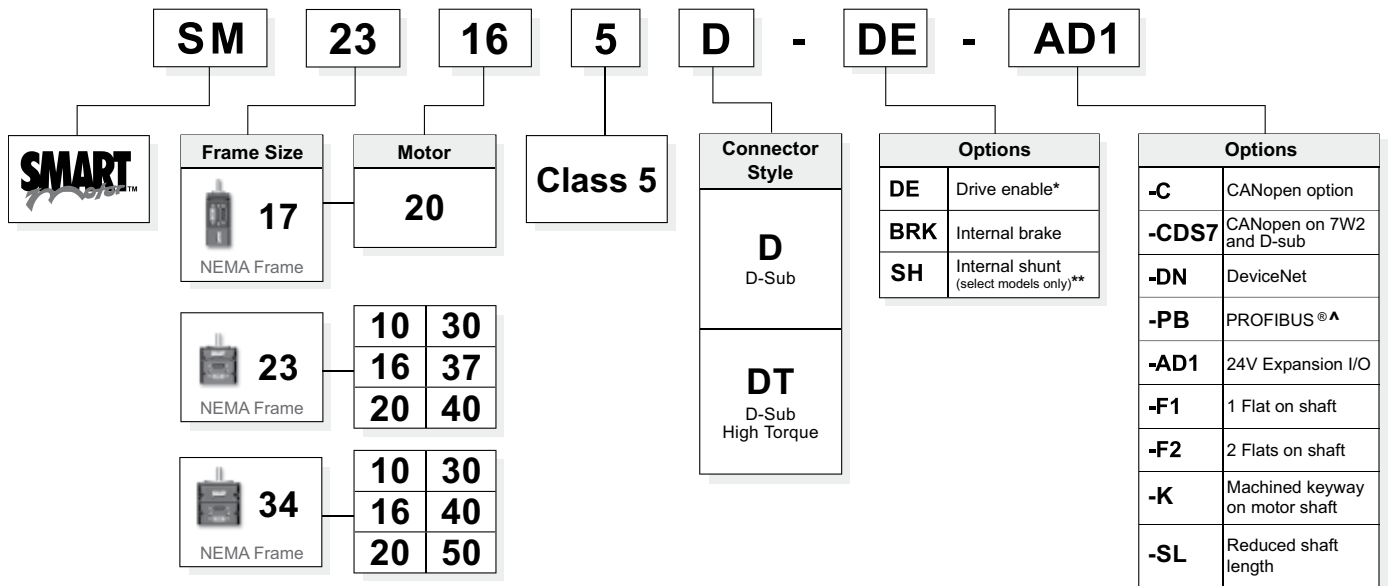 SM 23 16 5 D - DE - AD1
SMART
motor™
Frame Size
17
NEMA Frame
23
NEMA Frame
34
NEMA Frame
Motor
20
10 30
16 37
20 40
10 30
16 40
20 50
Class 5
Connector
Style
D
D-Sub
DT
D-Sub
High Torque
Options
DE Drive enable*
BRK Internal brake
SH Internal shunt
(select models only)**
Options
-C CANopen option
-CDS7 CANopen on 7W2
and D-sub
-DN DeviceNet
-PB PROFIBUS ®^
-AD1 24V Expansion I/O
-F1 1 Flat on shaft
-F2 2 Flats on shaft
-K Machined keyway
on motor shaft
-SL Reduced shaft
length